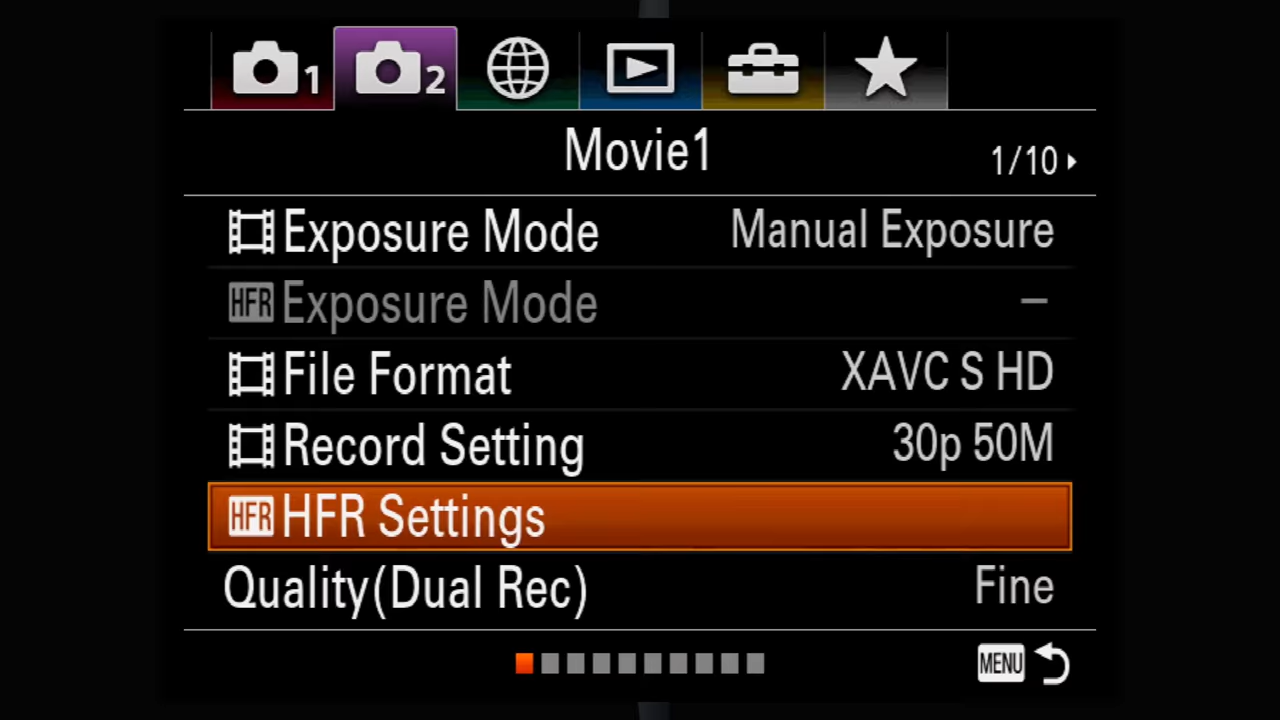 1 2
Movie1 1/10
Exposure Mode Manual Exposure
HFR Exposure Mode –
File Format XAVC S HD
Record Setting 30p 50M
HFR HFR Settings
Quality(Dual Rec) Fine
MENU